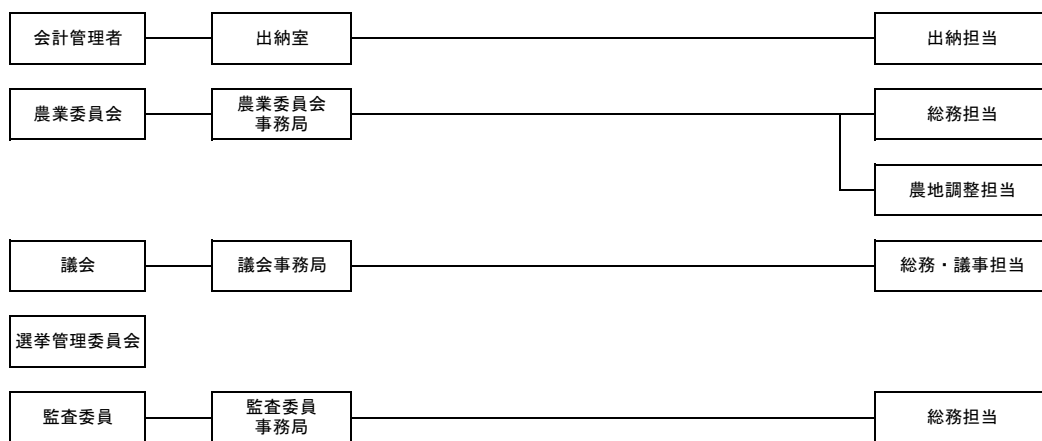 会計管理者
出納室
出納担当
農業委員会
農業委員会
事務局
総務担当
農地調整担当
議会
議会事務局
総務・議事担当
選挙管理委員会
監査委員
監査委員
事務局
総務担当